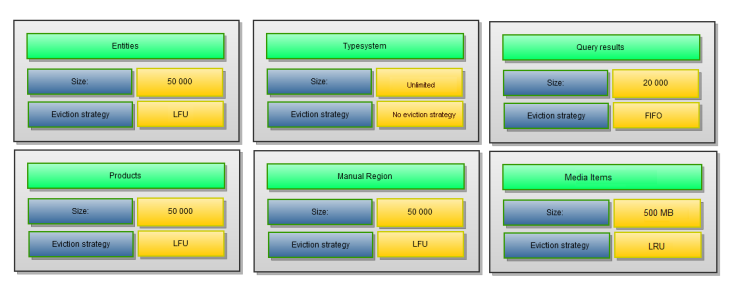 Entities
Size:
50 000
Eviction strategy
LFU
Typesystem
Size:
Unlimited
Eviction strategy
No eviction strategy
Query results
Size:
20 000
Eviction strategy
FIFO
Products
Size:
50 000
Eviction strategy
LFU
Manual Region
Size:
50 000
Eviction strategy
LFU
Media Items
Size:
500 MB
Eviction strategy
LRU